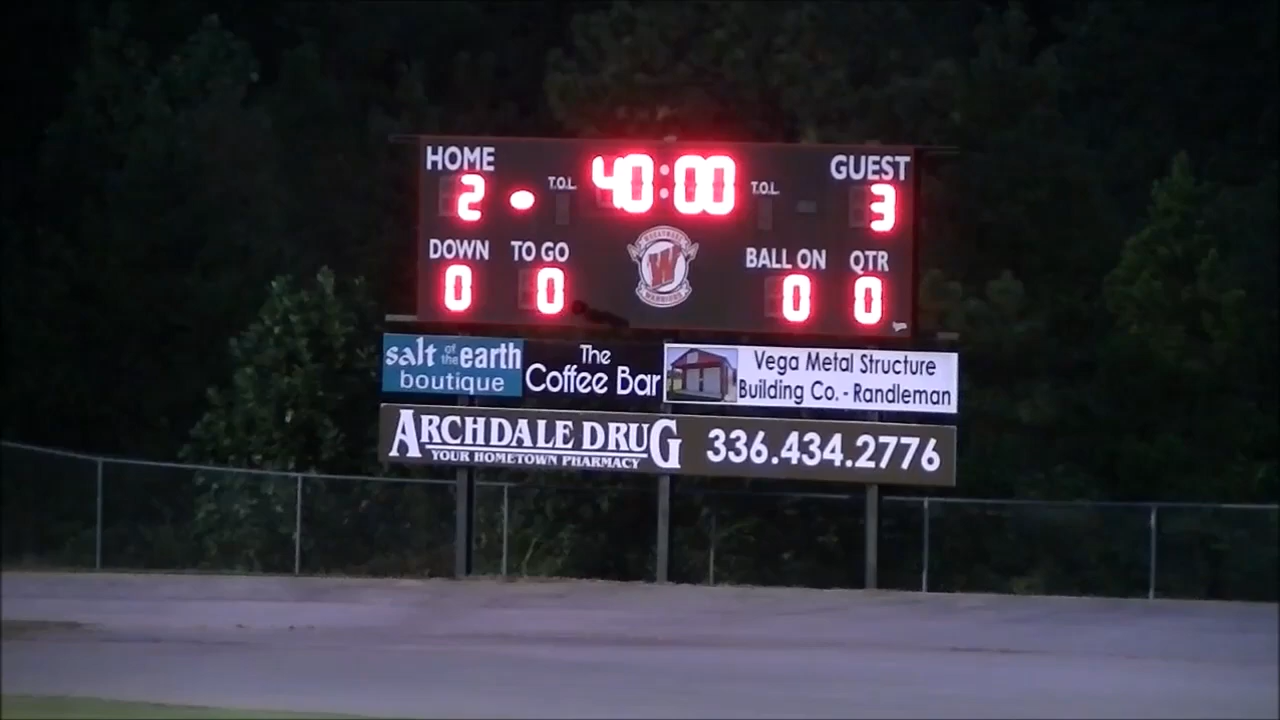 HOME
40:00
GUEST
2
T.O.L.
T.O.L.
3
DOWN
TO GO
W
WARRIORS
BALL ON
QTR
0
0
0
0
salt of the earth
boutique
The
Coffee Bar
Vega Metal Structure
Building Co. - Randleman
ARCHDALE DRUG
YOUR HOMETOWN PHARMACY
336.434.2776